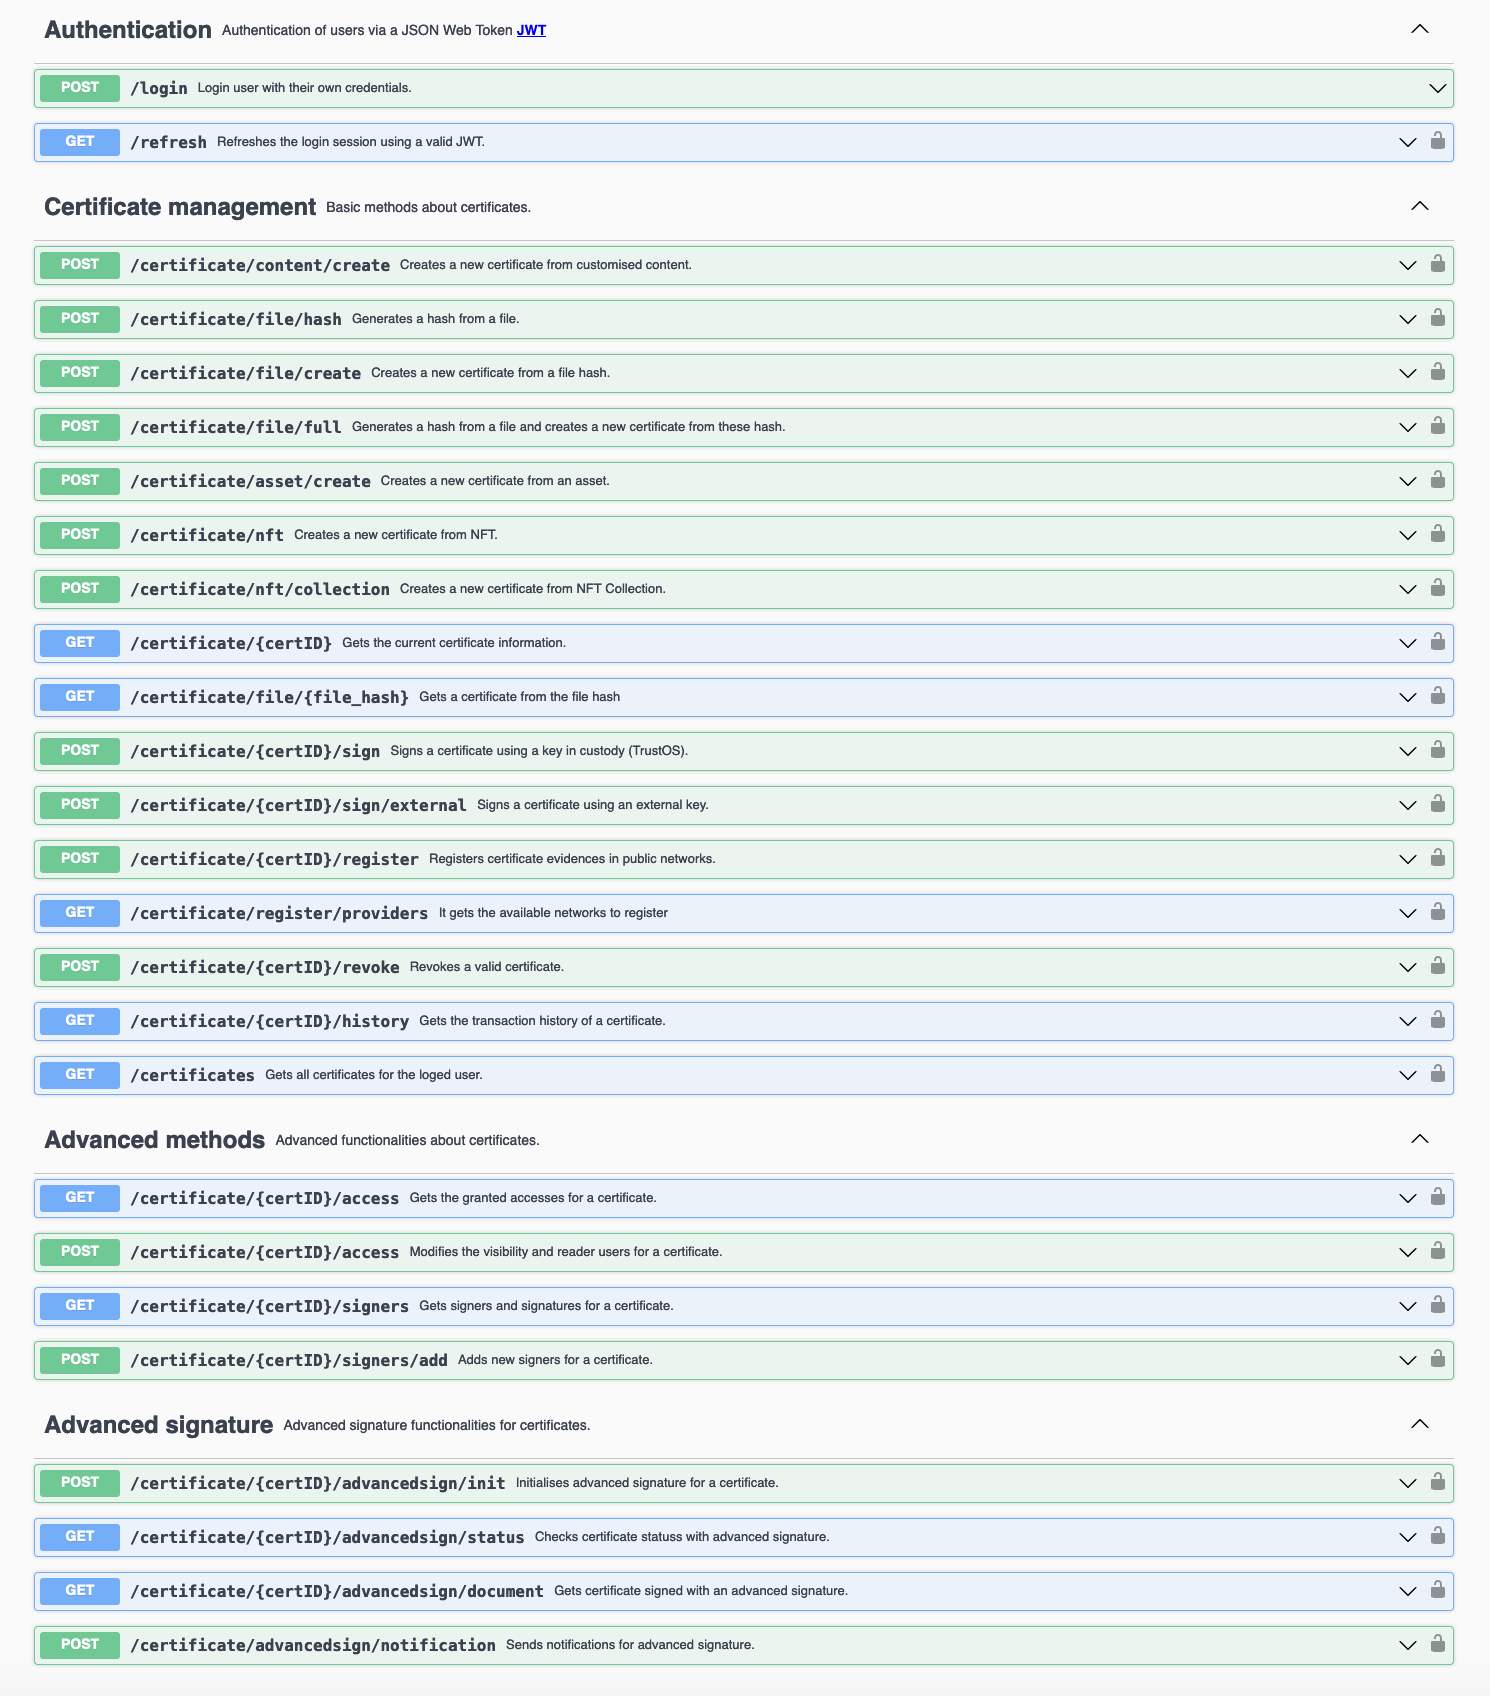 Authentication Authentication of users via a JSON Web Token JWT
POST /login Login user with their own credentials.
GET /refresh Refreshes the login session using a valid JWT.
Certificate management Basic methods about certificates.
POST /certificate/content/create Creates a new certificate from customised content.
POST /certificate/file/hash Generates a hash from a file.
POST /certificate/file/create Creates a new certificate from a file hash.
POST /certificate/file/full Generates a hash from a file and creates a new certificate from these hash.
POST /certificate/asset/create Creates a new certificate from an asset.
POST /certificate/nft Creates a new certificate from NFT.
POST /certificate/nft/collection Creates a new certificate from NFT Collection.
GET /certificate/{certID} Gets the current certificate information.
GET /certificate/file/{file_hash} Gets a certificate from the file hash
POST /certificate/{certID}/sign Signs a certificate using a key in custody (TrustOS).
POST /certificate/{certID}/sign/external Signs a certificate using an external key.
POST /certificate/{certID}/register Registers certificate evidences in public networks.
GET /certificate/register/providers It gets the available networks to register
POST /certificate/{certID}/revoke Revokes a valid certificate.
GET /certificate/{certID}/history Gets the transaction history of a certificate.
GET /certificates Gets all certificates for the loged user.
Advanced methods Advanced functionalities about certificates.
GET /certificate/{certID}/access Gets the granted accesses for a certificate.
POST /certificate/{certID}/access Modifies the visibility and reader users for a certificate.
GET /certificate/{certID}/signers Gets signers and signatures for a certificate.
POST /certificate/{certID}/signers/add Adds new signers for a certificate.
Advanced signature Advanced signature functionalities for certificates.
POST /certificate/{certID}/advancedsign/init Initialises advanced signature for a certificate.
GET /certificate/{certID}/advancedsign/status Checks certificate statuss with advanced signature.
GET /certificate/{certID}/advancedsign/document Gets certificate signed with an advanced signature.
POST /certificate/advancedsign/notification Sends notifications for advanced signature.